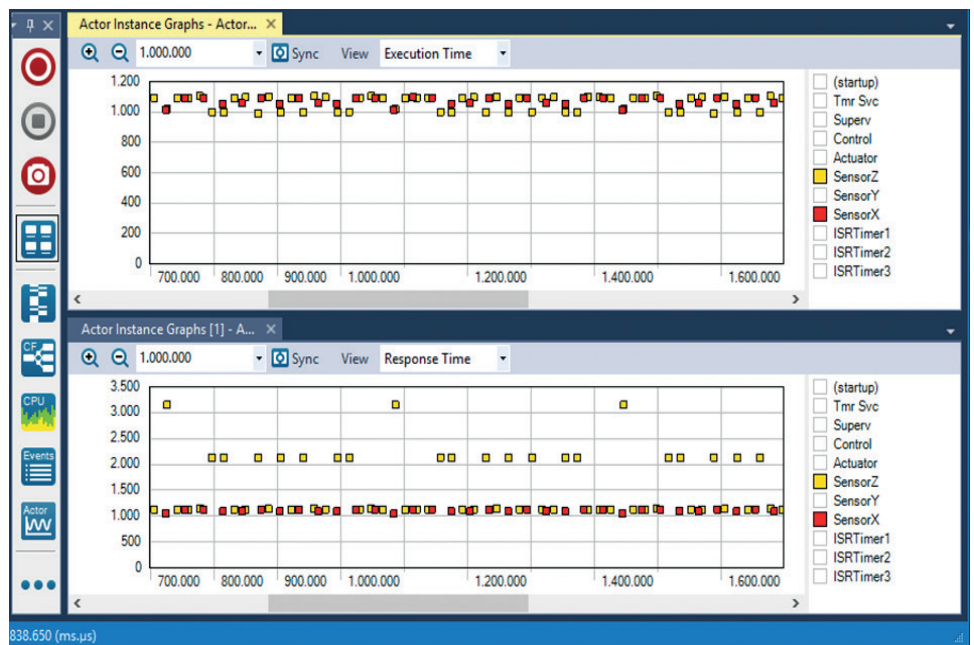 Actor Instance Graphs - Actor...
1.000.000 Sync View Execution Time
1.200
1.000
800
600
400
200
0
700.000 800.000 900.000 1.000.000 1.200.000 1.400.000 1.600.000
(startup)
Tmr Svc
Superv
Control
Actuator
SensorZ
SensorY
SensorX
ISRTimer1
ISRTimer2
ISRTimer3
Actor Instance Graphs [1] - A...
1.000.000 Sync View Response Time
3.500
3.000
2.500
2.000
1.500
1.000
500
0
700.000 800.000 900.000 1.000.000 1.200.000 1.400.000 1.600.000
(startup)
Tmr Svc
Superv
Control
Actuator
SensorZ
SensorY
SensorX
ISRTimer1
ISRTimer2
ISRTimer3
CF
CPU
Events
Actor
838.650 (ms.µs)